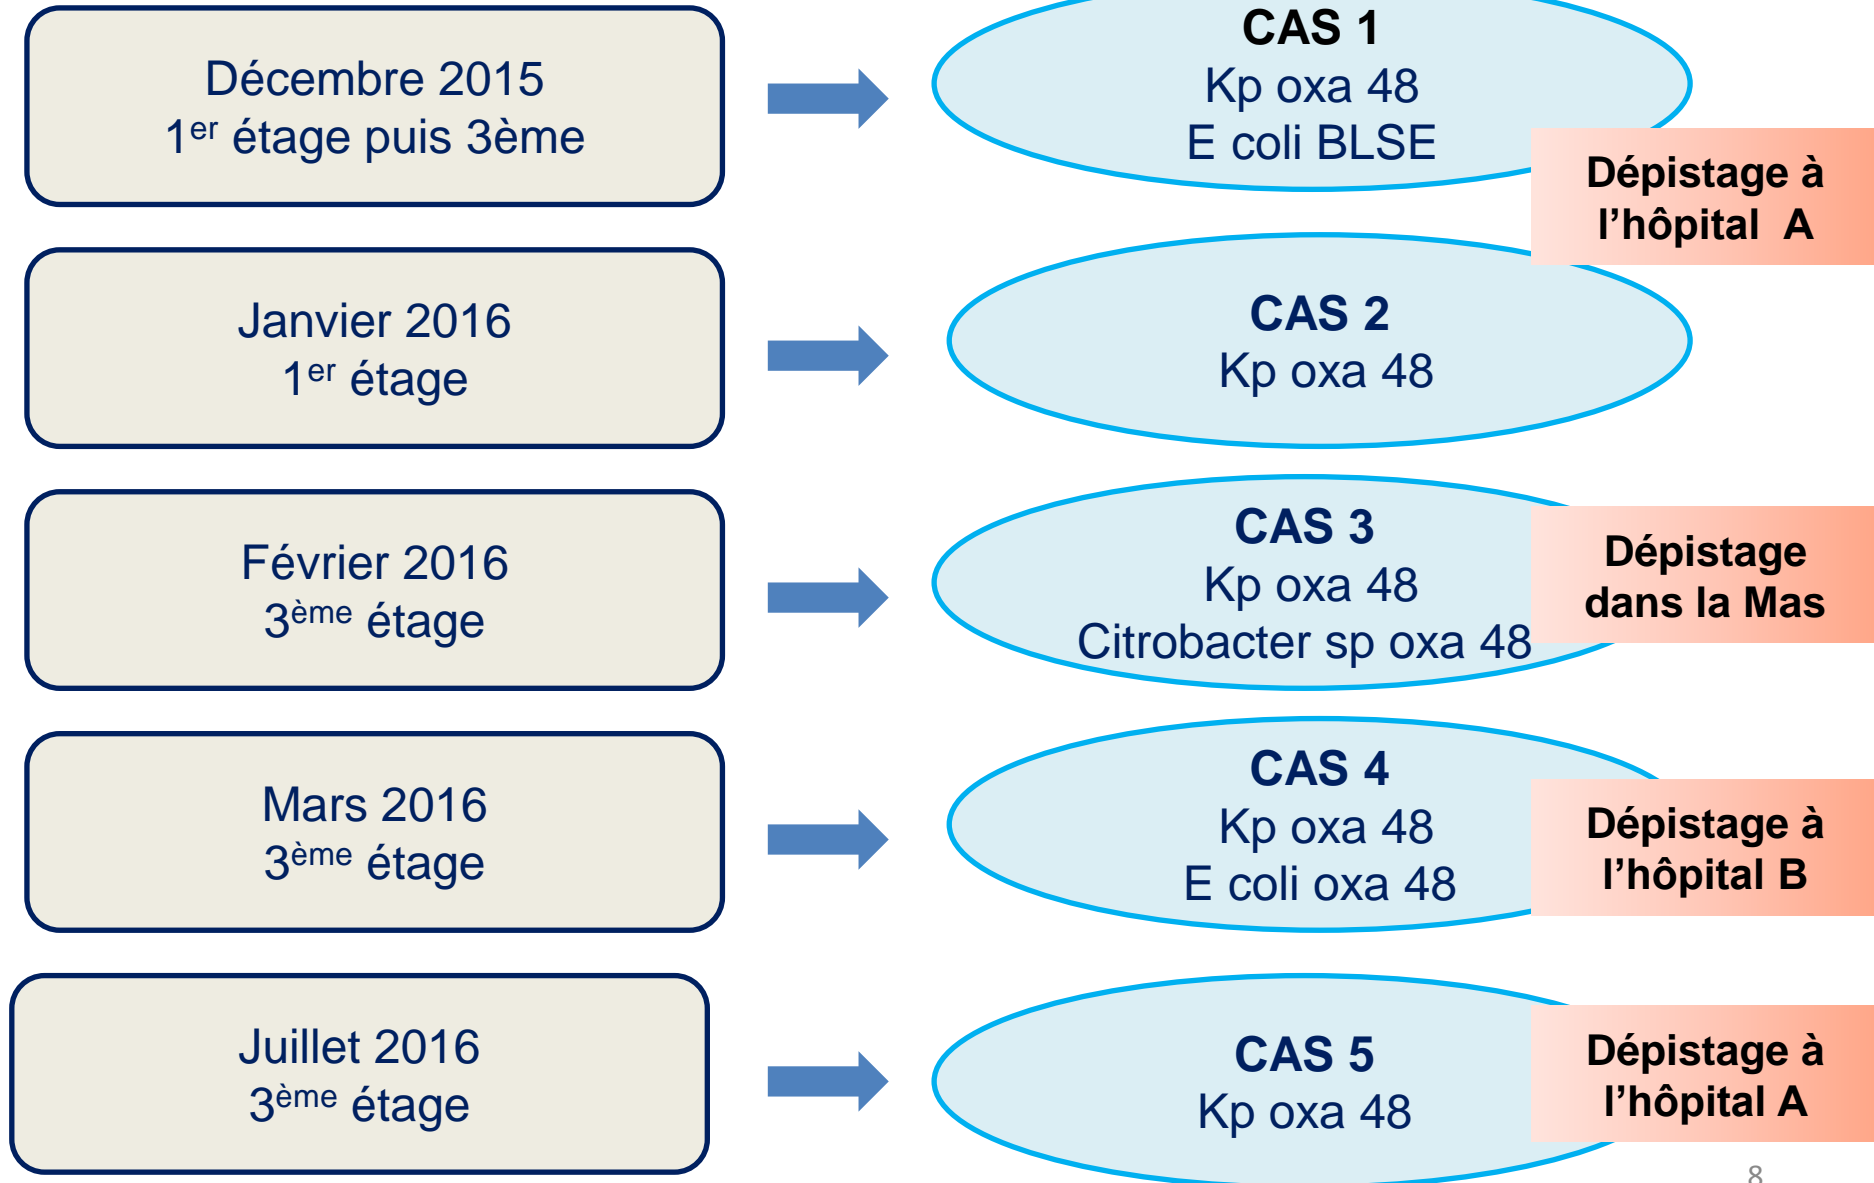 Décembre 2015
1er étage puis 3ème
CAS 1
Kp oxa 48
E coli BLSE
Dépistage à
l’hôpital A
Janvier 2016
1er étage
CAS 2
Kp oxa 48
Février 2016
3ème étage
CAS 3
Kp oxa 48
Citrobacter sp oxa 48
Dépistage
dans la Mas
Mars 2016
3ème étage
CAS 4
Kp oxa 48
E coli oxa 48
Dépistage à
l’hôpital B
Juillet 2016
3ème étage
CAS 5
Kp oxa 48
Dépistage à
l’hôpital A
8